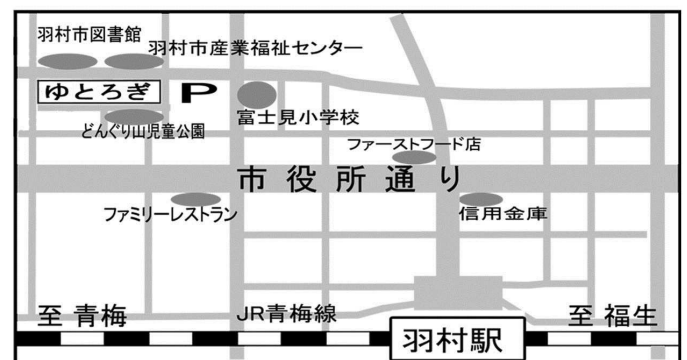 羽村市図書館
羽村市産業福祉センター
ゆとろぎ
P
富士見小学校
どんぐり山児童公園
ファーストフード店
市役所通り
ファミリーレストラン
信用金庫
至 青梅
JR青梅線
羽村駅
至 福生